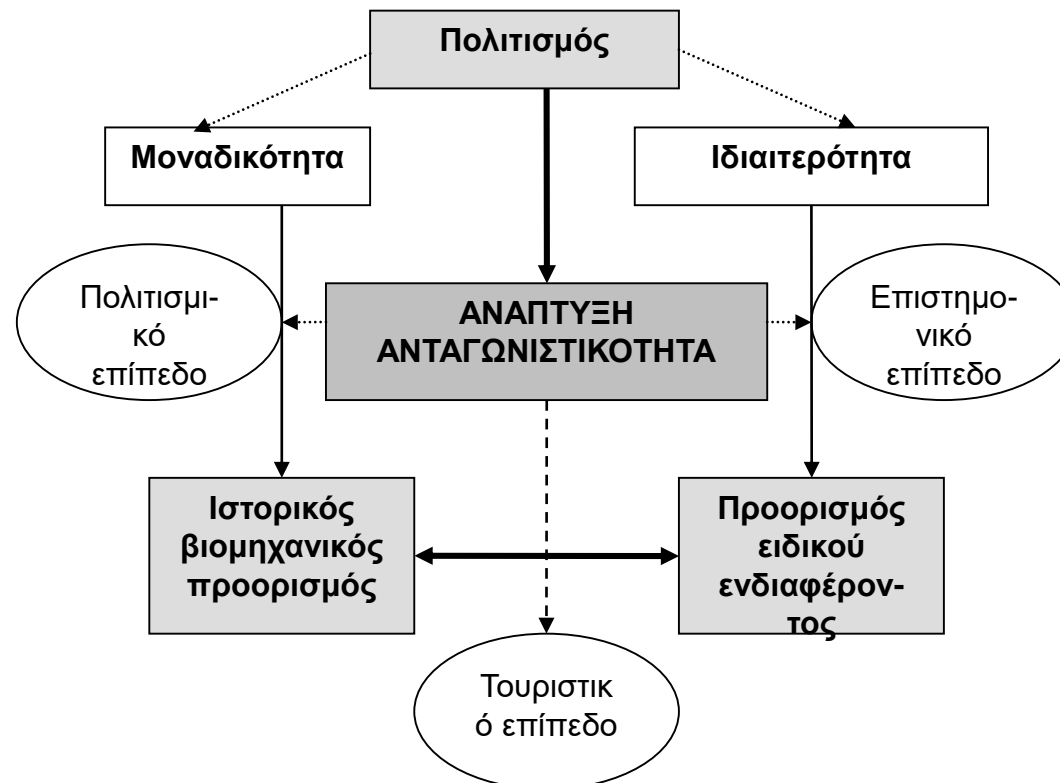 Πολιτισμός
Μοναδικότητα
Ιδιαιτερότητα
Πολιτισμι-
κό
επίπεδο
ΑΝΑΠΤΥΞΗ
ΑΝΤΑΓΩΝΙΣΤΙΚΟΤΗΤΑ
Επιστημο-
νικό
επίπεδο
Ιστορικός
βιομηχανικός
προορισμός
Προορισμός
ειδικού
ενδιαφέρον-
τος
Τουριστικ
ό επίπεδο